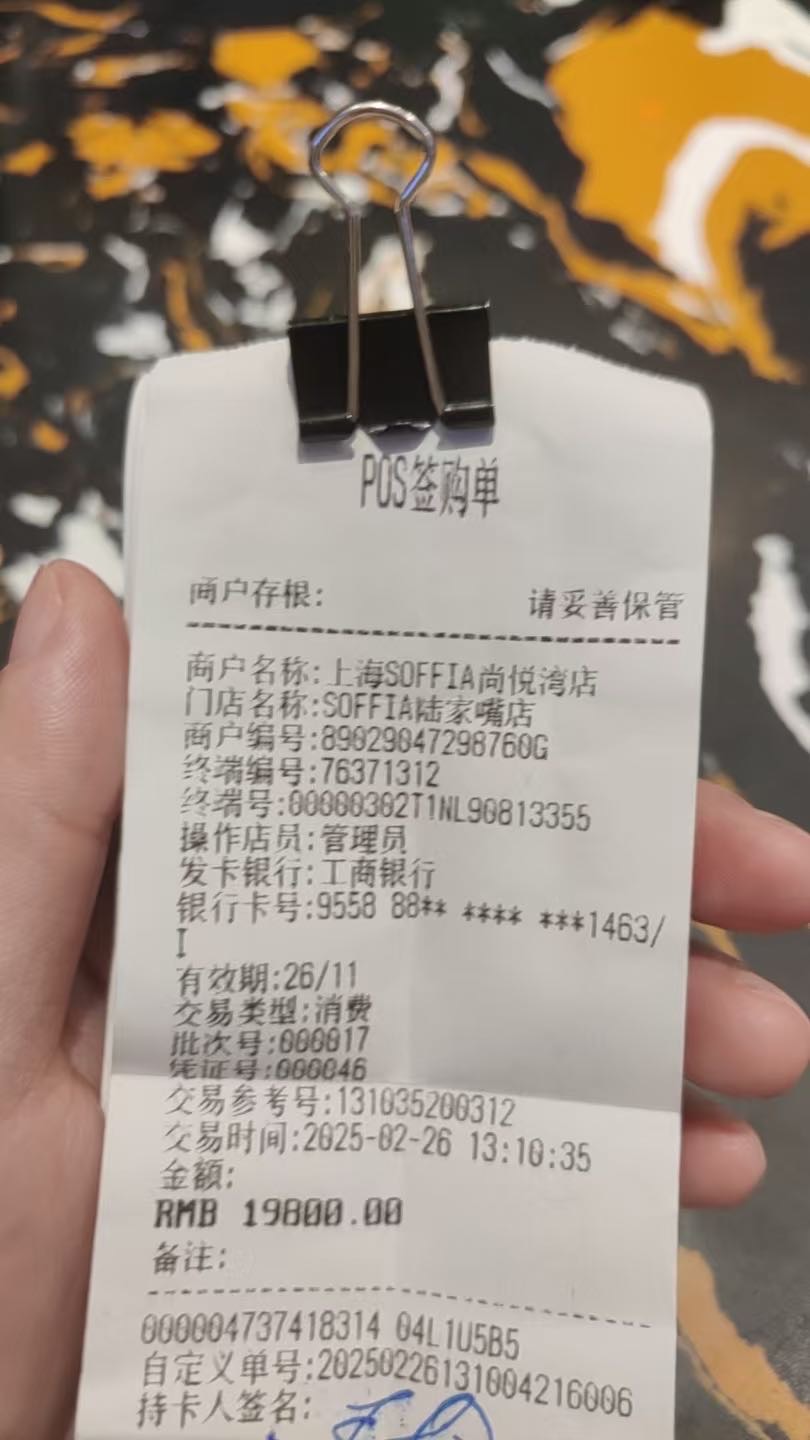 POS签购单
商户存根: 请妥善保管
商户名称:上海SOFFIA尚悦湾店
门店名称:SOFFIA陆家嘴店
商户编号:89029047298760G
终端编号:76371312
终端号:00000302T1NL90813355
操作店员:管理员
发卡银行:工商银行
银行卡号:9558 88** **** ***1463/
I
有效期:26/11
交易类型:消费
批次号:000017
凭证号:000046
交易参考号:131035200312
交易时间:2025-02-26 13:10:35
金额:
RMB 19800.00
备注:
000004737418314 04L1U5B5
自定义单号:20250226131004216006
持卡人签名: